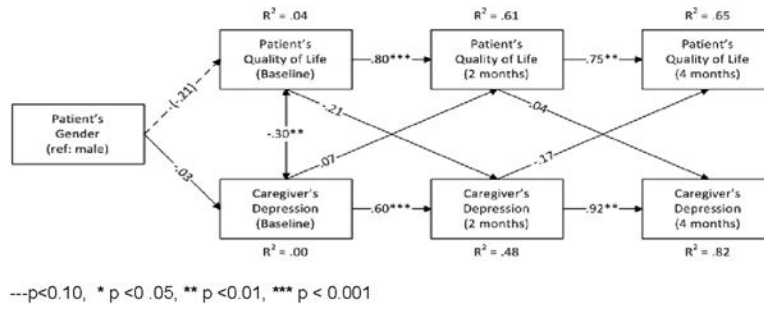 R² = .04
R² = .61
R² = .65
Patient's
Quality of Life
(Baseline)
.80***
Patient's
Quality of Life
(2 months)
.75**
Patient's
Quality of Life
(4 months)
(-.21)
Patient's
Gender
(ref: male)
-.03
-.30**
-.21
.07
-.04
-.17
Caregiver's
Depression
(Baseline)
.60***
Caregiver's
Depression
(2 months)
.92**
Caregiver's
Depression
(4 months)
R² = .00
R² = .48
R² = .82
---p<0.10, * p <0 .05, ** p <0.01, *** p < 0.001